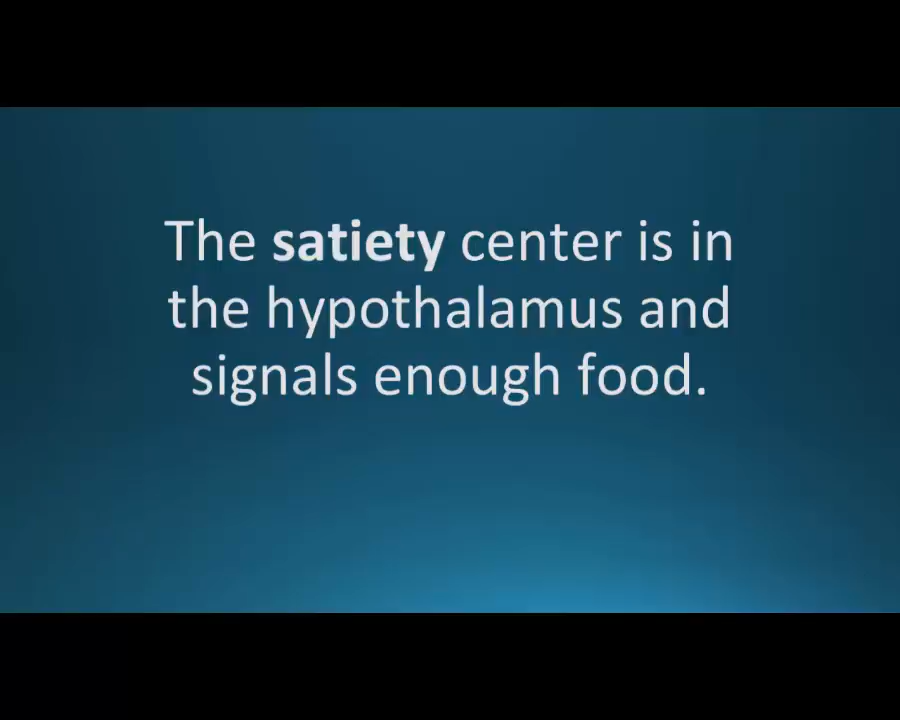 The satiety center is in
the hypothalamus and
signals enough food.